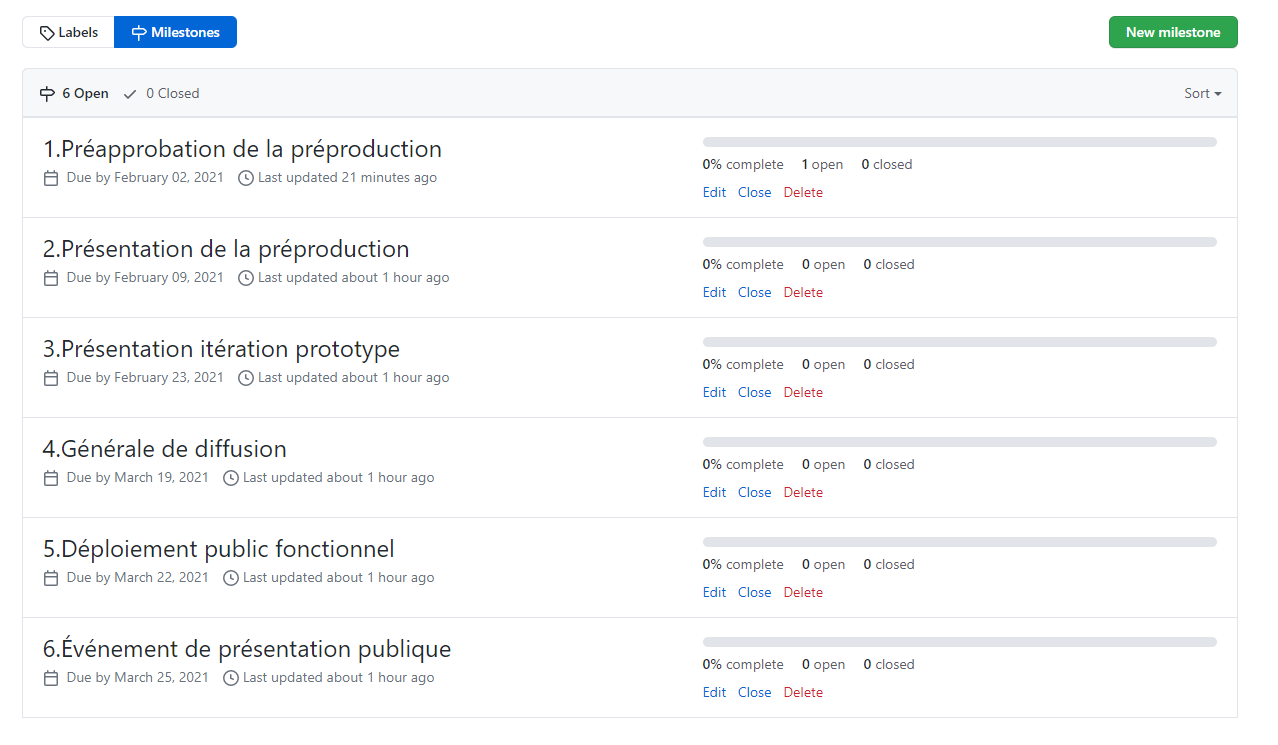 Labels Milestones New milestone
6 Open 0 Closed Sort
1.Préapprobation de la préproduction
Due by February 02, 2021 Last updated 21 minutes ago
0% complete 1 open 0 closed
Edit Close Delete
2.Présentation de la préproduction
Due by February 09, 2021 Last updated about 1 hour ago
0% complete 0 open 0 closed
Edit Close Delete
3.Présentation itération prototype
Due by February 23, 2021 Last updated about 1 hour ago
0% complete 0 open 0 closed
Edit Close Delete
4.Générale de diffusion
Due by March 19, 2021 Last updated about 1 hour ago
0% complete 0 open 0 closed
Edit Close Delete
5.Déploiement public fonctionnel
Due by March 22, 2021 Last updated about 1 hour ago
0% complete 0 open 0 closed
Edit Close Delete
6.Événement de présentation publique
Due by March 25, 2021 Last updated about 1 hour ago
0% complete 0 open 0 closed
Edit Close Delete